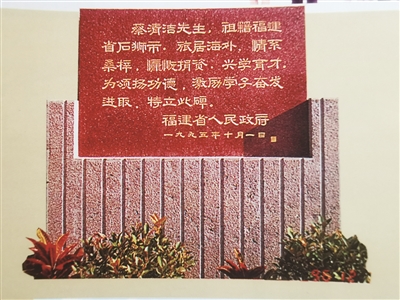 蔡清洁先生，祖籍福建
省石狮市。旅居海外，情系
桑梓，慷慨捐资，兴学育才。
为颂扬功德，激励学子奋发
进取，特立此碑。
福建省人民政府
一九九五年十月一日